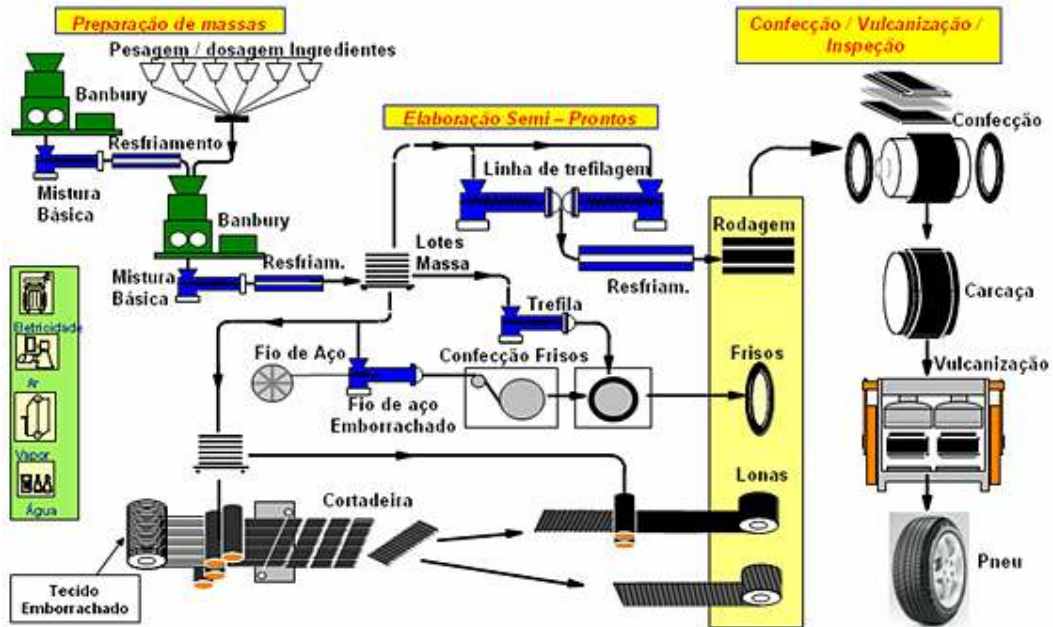 Preparação de massas
Pesagem / dosagem Ingredientes
Banbury
Resfriamento
Mistura
Básica
Banbury
Mistura
Básica
Resfriam.
Eletricidade
Ar
Vapor
Água
Elaboração Semi – Prontos
Linha de trefilagem
Lotes
Massa
Resfriam.
Trefila
Fio de Aço
Confecção Frisos
Fio de aço
Emborrachado
Cortadeira
Tecido
Emborrachado
Rodagem
Frisos
Lonas
Confecção / Vulcanização /
Inspeção
Confecção
Carcaça
Vulcanização
Pneu